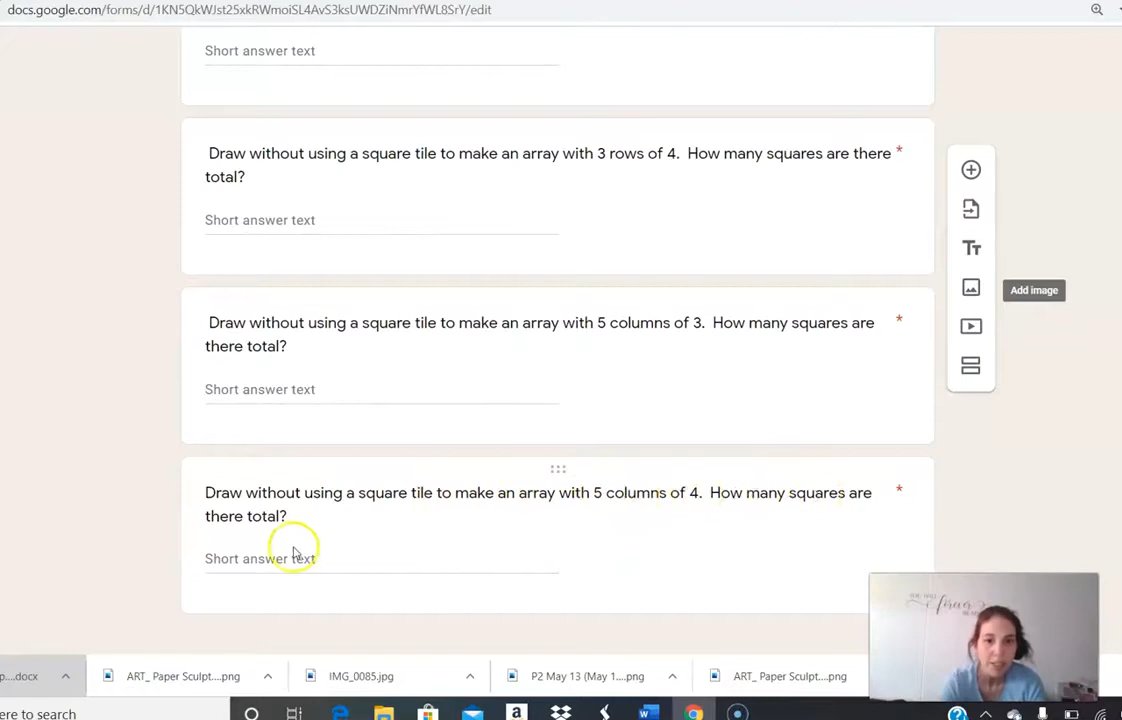 docs.google.com/forms/d/1KN5QkWJst25xkRWmoiSL4AvS3ksUWDZiNmrYfWL8SrY/edit
Short answer text
Draw without using a square tile to make an array with 3 rows of 4. How many squares are there *
total?
Short answer text
Add image
Draw without using a square tile to make an array with 5 columns of 3. How many squares are *
there total?
Short answer text
Draw without using a square tile to make an array with 5 columns of 4. How many squares are *
there total?
Short answer text
forever
p....docx
ART_ Paper Sculpt....png
IMG_0085.jpg
P2 May 13 (May 1....png
ART_ Paper Sculpt....png
ere to search